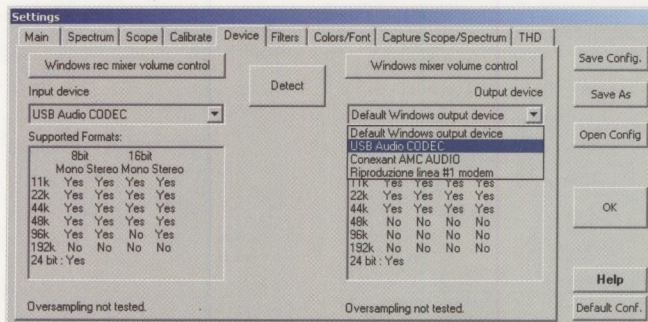 Settings
Main Spectrum Scope Calibrate Device Filters Colors/Font Capture Scope/Spectrum THD
Windows rec mixer volume control
Input device
USB Audio CODEC
Supported Formats:
8bit 16bit
Mono Stereo Mono Stereo
11k Yes Yes Yes Yes
22k Yes Yes Yes Yes
44k Yes Yes Yes Yes
48k Yes Yes Yes Yes
96k Yes Yes No Yes
192k No No No No
24 bit : Yes
Oversampling not tested.
Detect
Windows mixer volume control
Output device
Default Windows output device
Default Windows output device
USB Audio CODEC
Conexant AMC AUDIO
Riproduzione linea #1 modem
11k Yes Yes Yes Yes
22k Yes Yes Yes Yes
44k Yes Yes Yes Yes
48k No No No No
96k No No No No
192k No No No No
24 bit : Yes
Oversampling not tested.
Save Config.
Save As
Open Config
OK
Help
Default Conf.